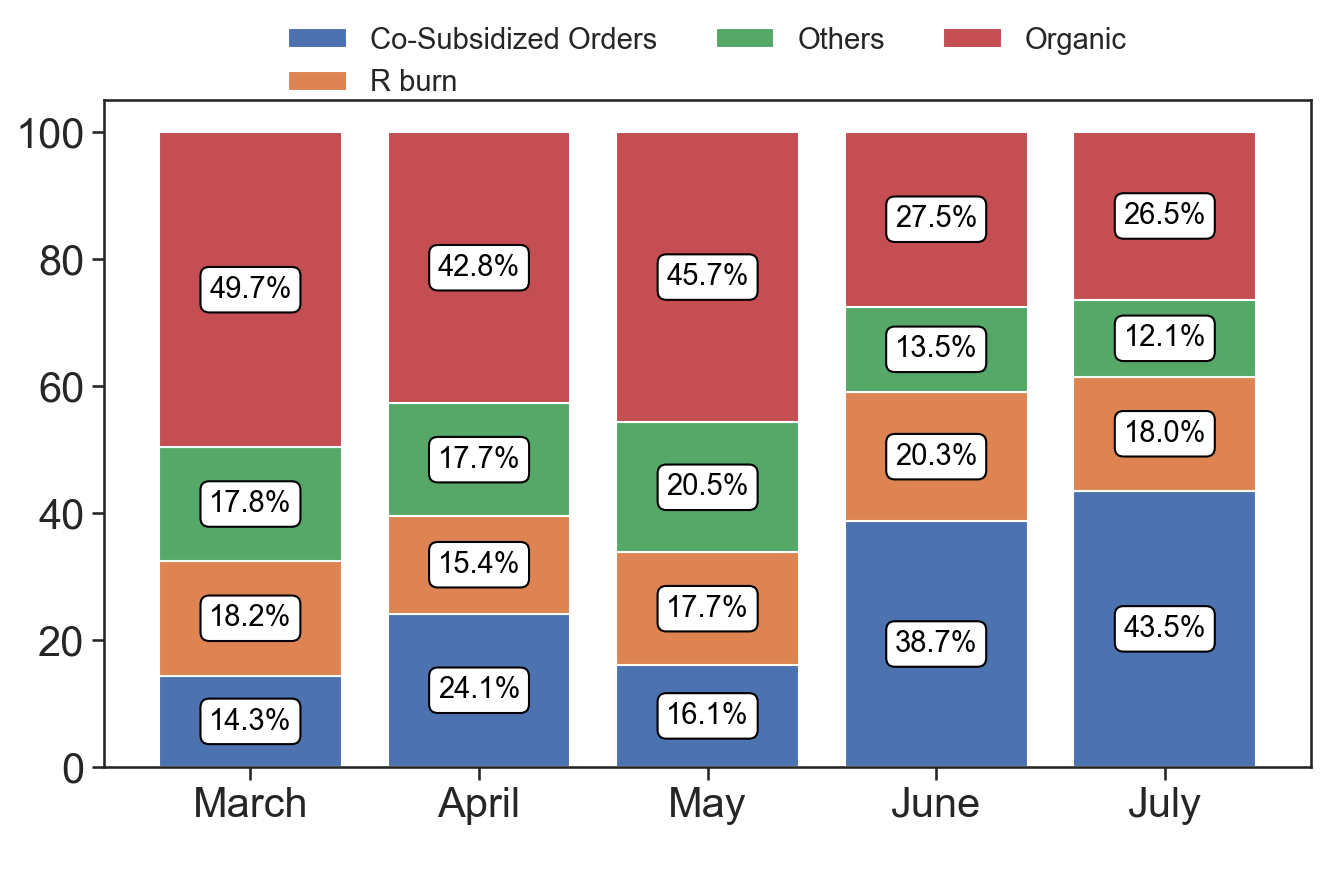 Co-Subsidized Orders Others Organic
R burn
100
80
60
40
20
0
49.7% 42.8% 45.7% 27.5% 26.5%
17.8% 17.7% 20.5% 13.5% 12.1%
18.2% 15.4% 17.7% 20.3% 18.0%
14.3% 24.1% 16.1% 38.7% 43.5%
March April May June July